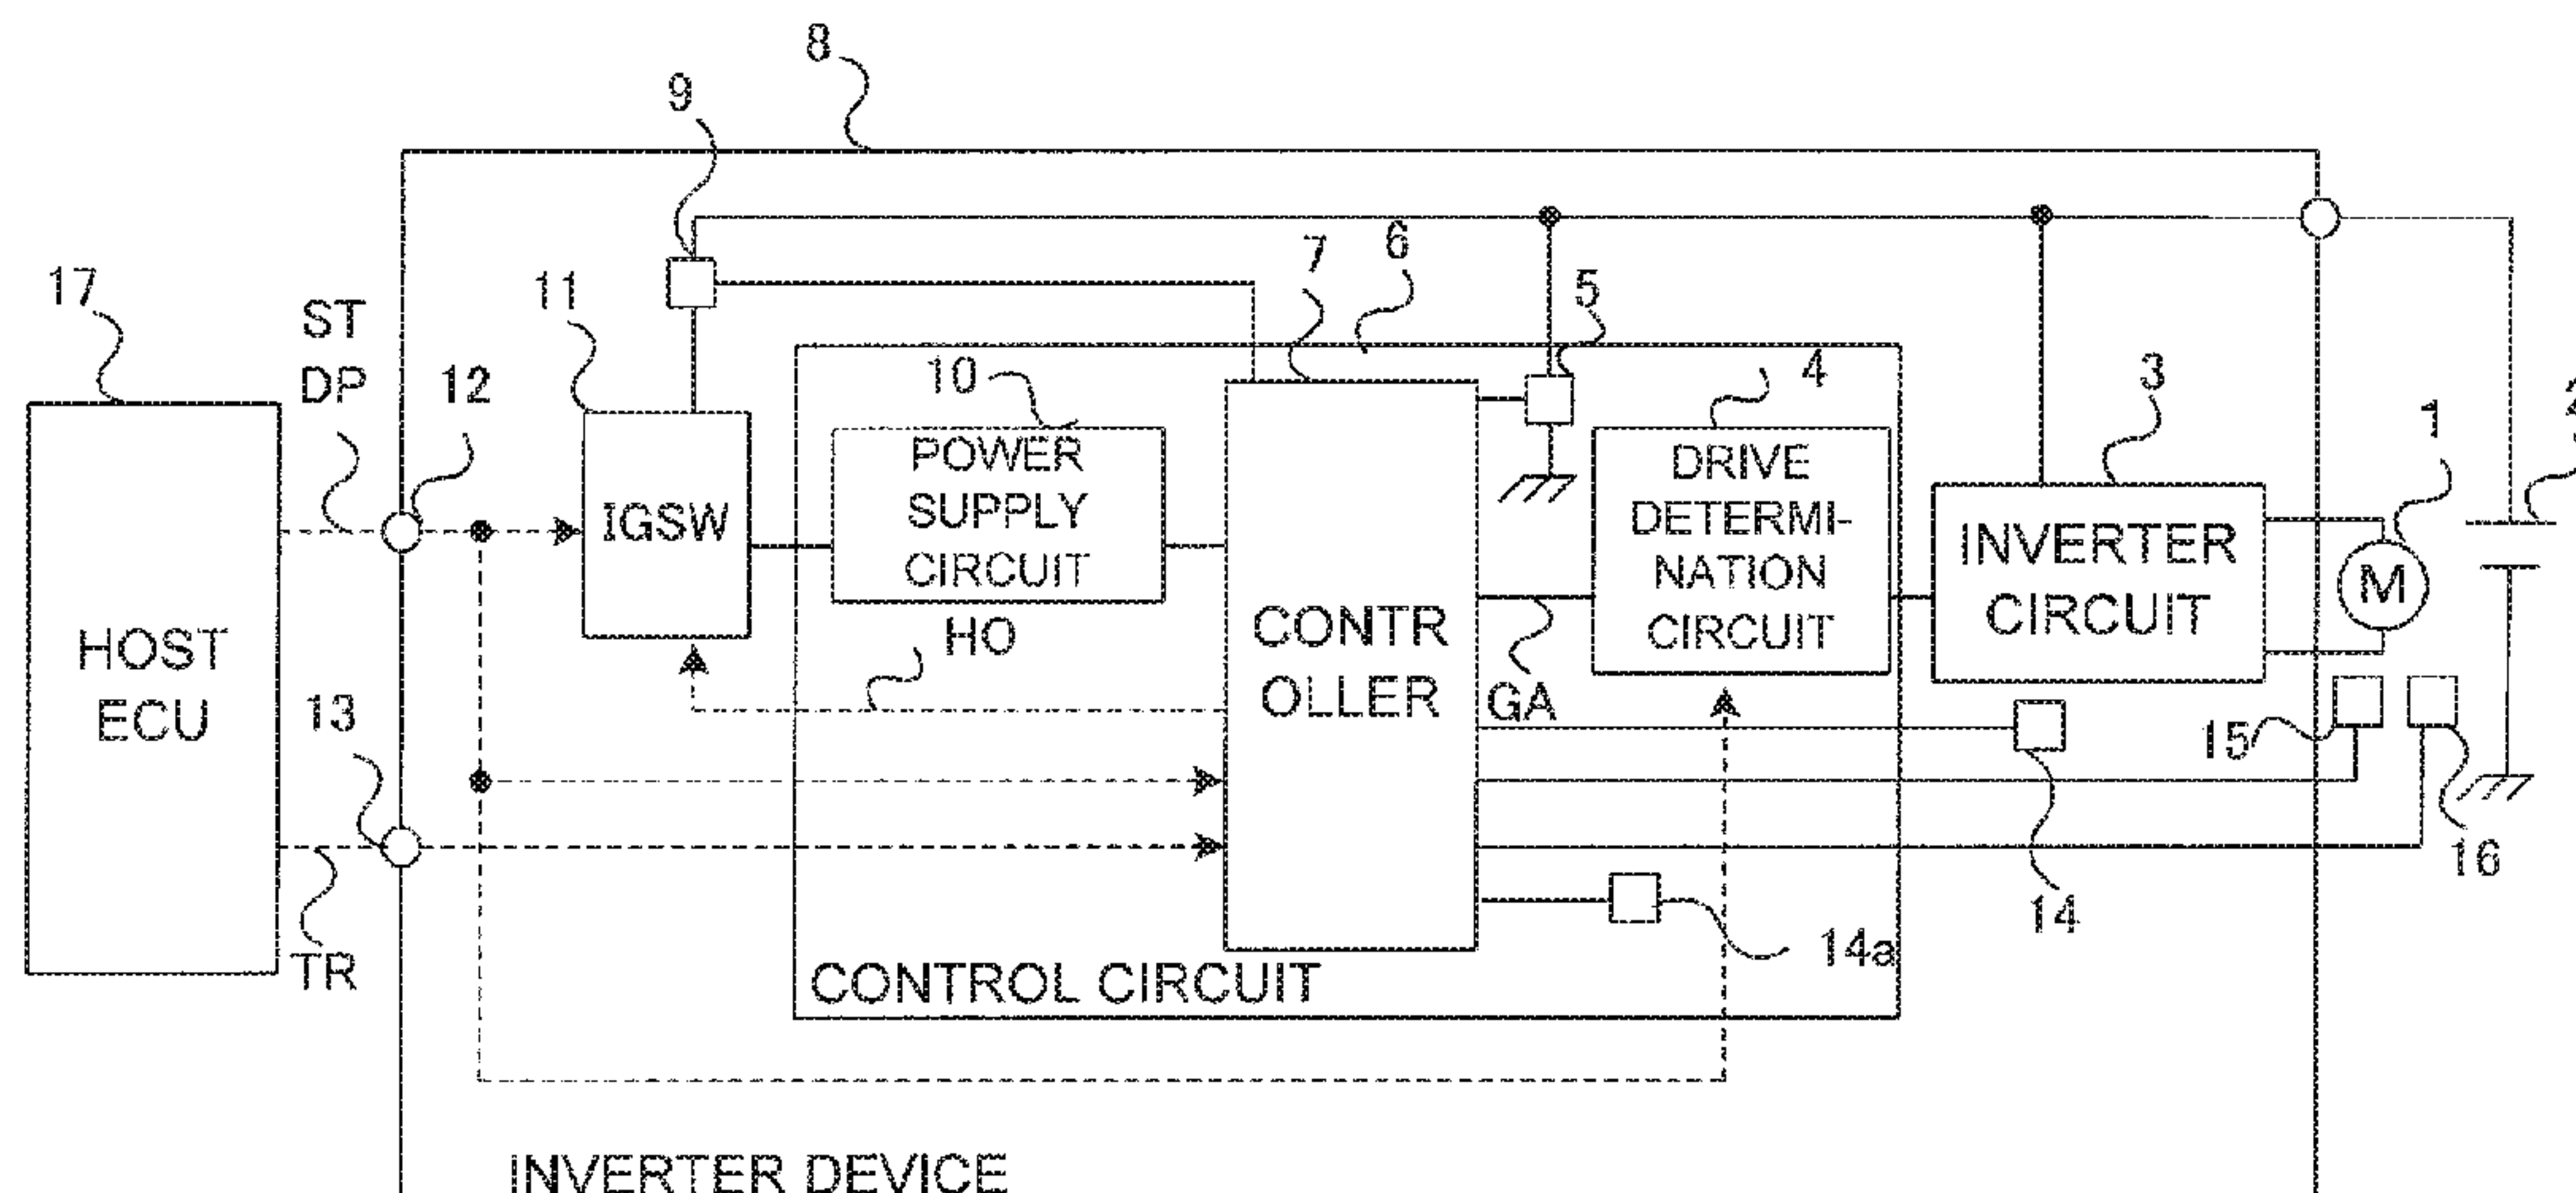 8
9
17
ST
DP
12
11
7
6
5
10
4
3
1
2
POWER
SUPPLY
CIRCUIT
DRIVE
DETERMI-
NATION
CIRCUIT
IGSW
INVERTER
CIRCUIT
M
HOST
ECU
HO
CONTR
OLLER
GA
13
15
16
14
TR
14a
CONTROL CIRCUIT
INVERTER DEVICE